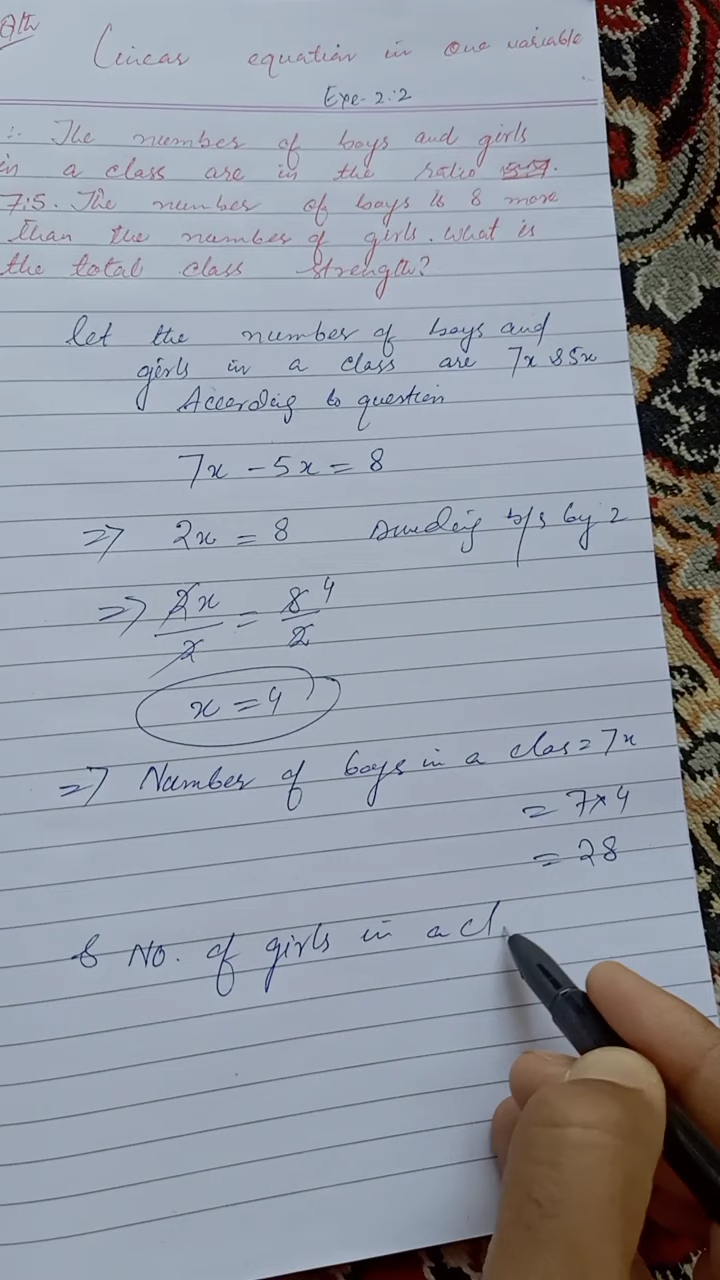 8th
Linear equation in one variable
Exe- 2.2
:- The number of boys and girls
in a class are in the ratio
7:5. The number of boys is 8 more
than the number of girls. What is
the total class strength?
let the number of boys and
girls in a class are 7x & 5x
According to question
7x - 5x = 8
=> 2x = 8 b/s by 2
=> 2x/2 = 8/2 4
x = 4
=> Number of boys in a clas = 7x
= 7×4
= 28
& No. of girls in a cl